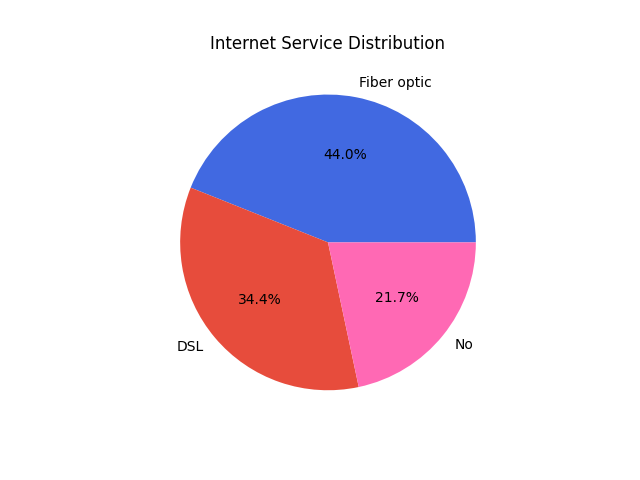 Internet Service Distribution
Fiber optic
44.0%
34.4%
21.7%
DSL
No